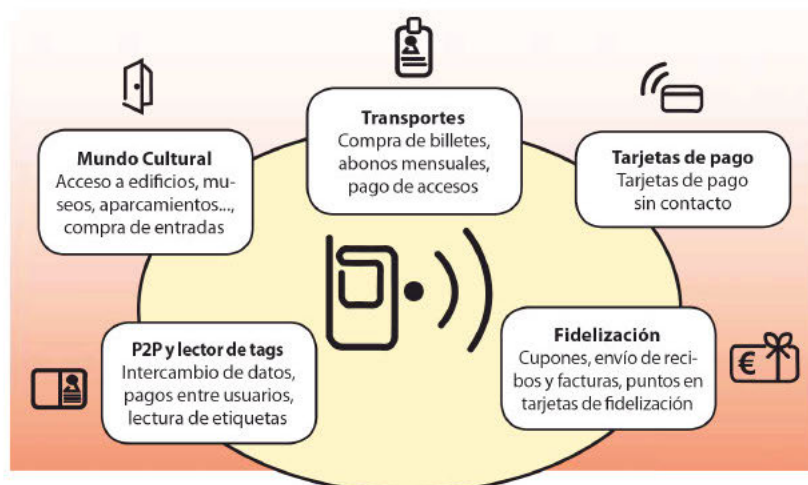 Transportes
Compra de billetes,
abonos mensuales,
pago de accesos
Mundo Cultural
Acceso a edificios, mu-
seos, aparcamientos...,
compra de entradas
Tarjetas de pago
Tarjetas de pago
sin contacto
P2P y lector de tags
Intercambio de datos,
pagos entre usuarios,
lectura de etiquetas
Fidelización
Cupones, envío de reci-
bos y facturas, puntos en
tarjetas de fidelización
€